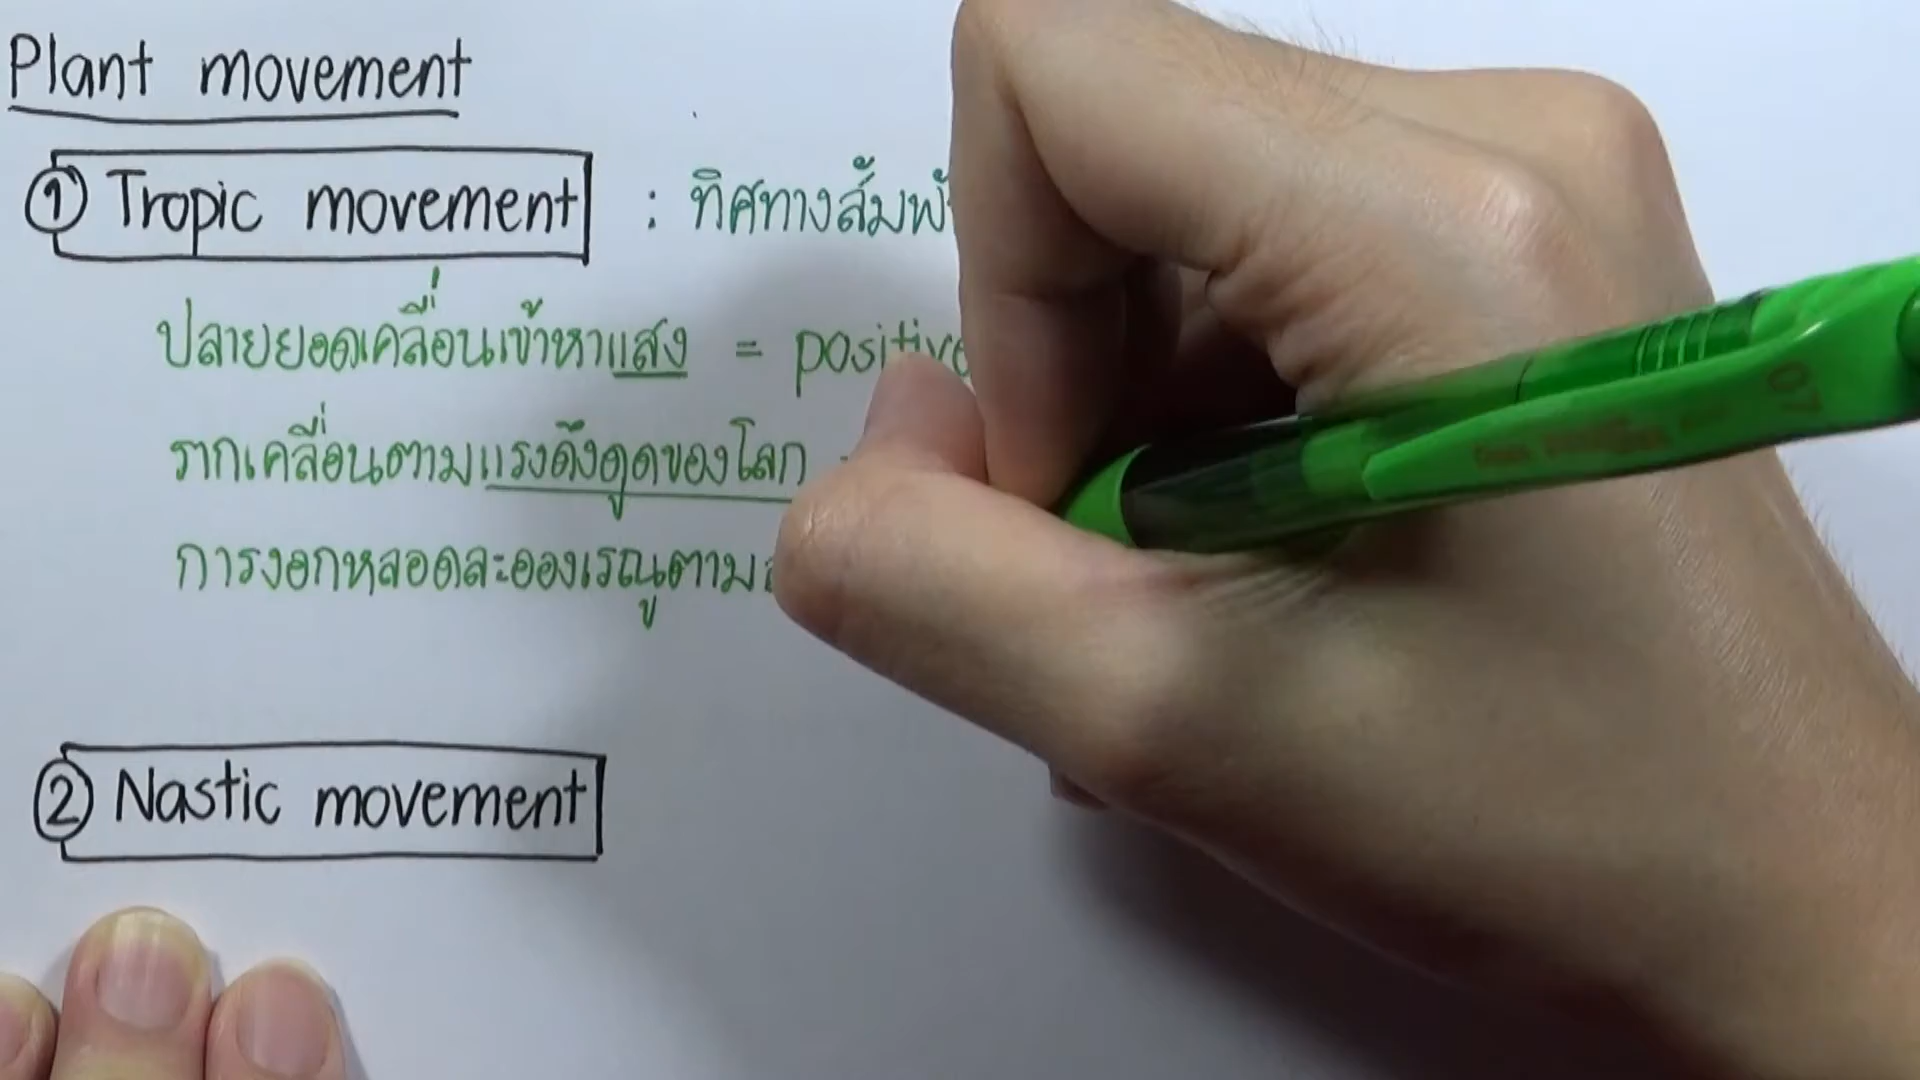 Plant movement
① Tropic movement : ทิศทางสัมพั
ปลายยอดเคลื่อนเข้าหาแสง = positive
รากเคลื่อนตามแรงดึงดูดของโลก
การงอกหลอดละอองเรณูตาม
② Nastic movement
07